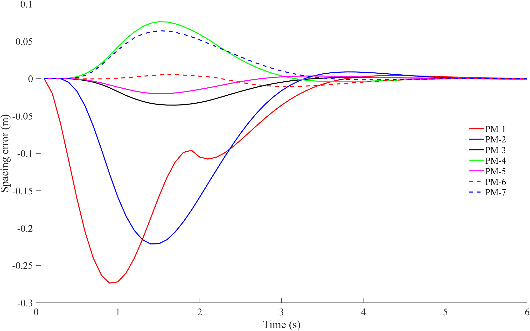 0.1
0.05
0
-0.05
-0.1
-0.15
-0.2
-0.25
-0.3
Spacing error (m)
0 1 2 3 4 5 6
Time (s)
PM-1
PM-2
PM-3
PM-4
PM-5
PM-6
PM-7